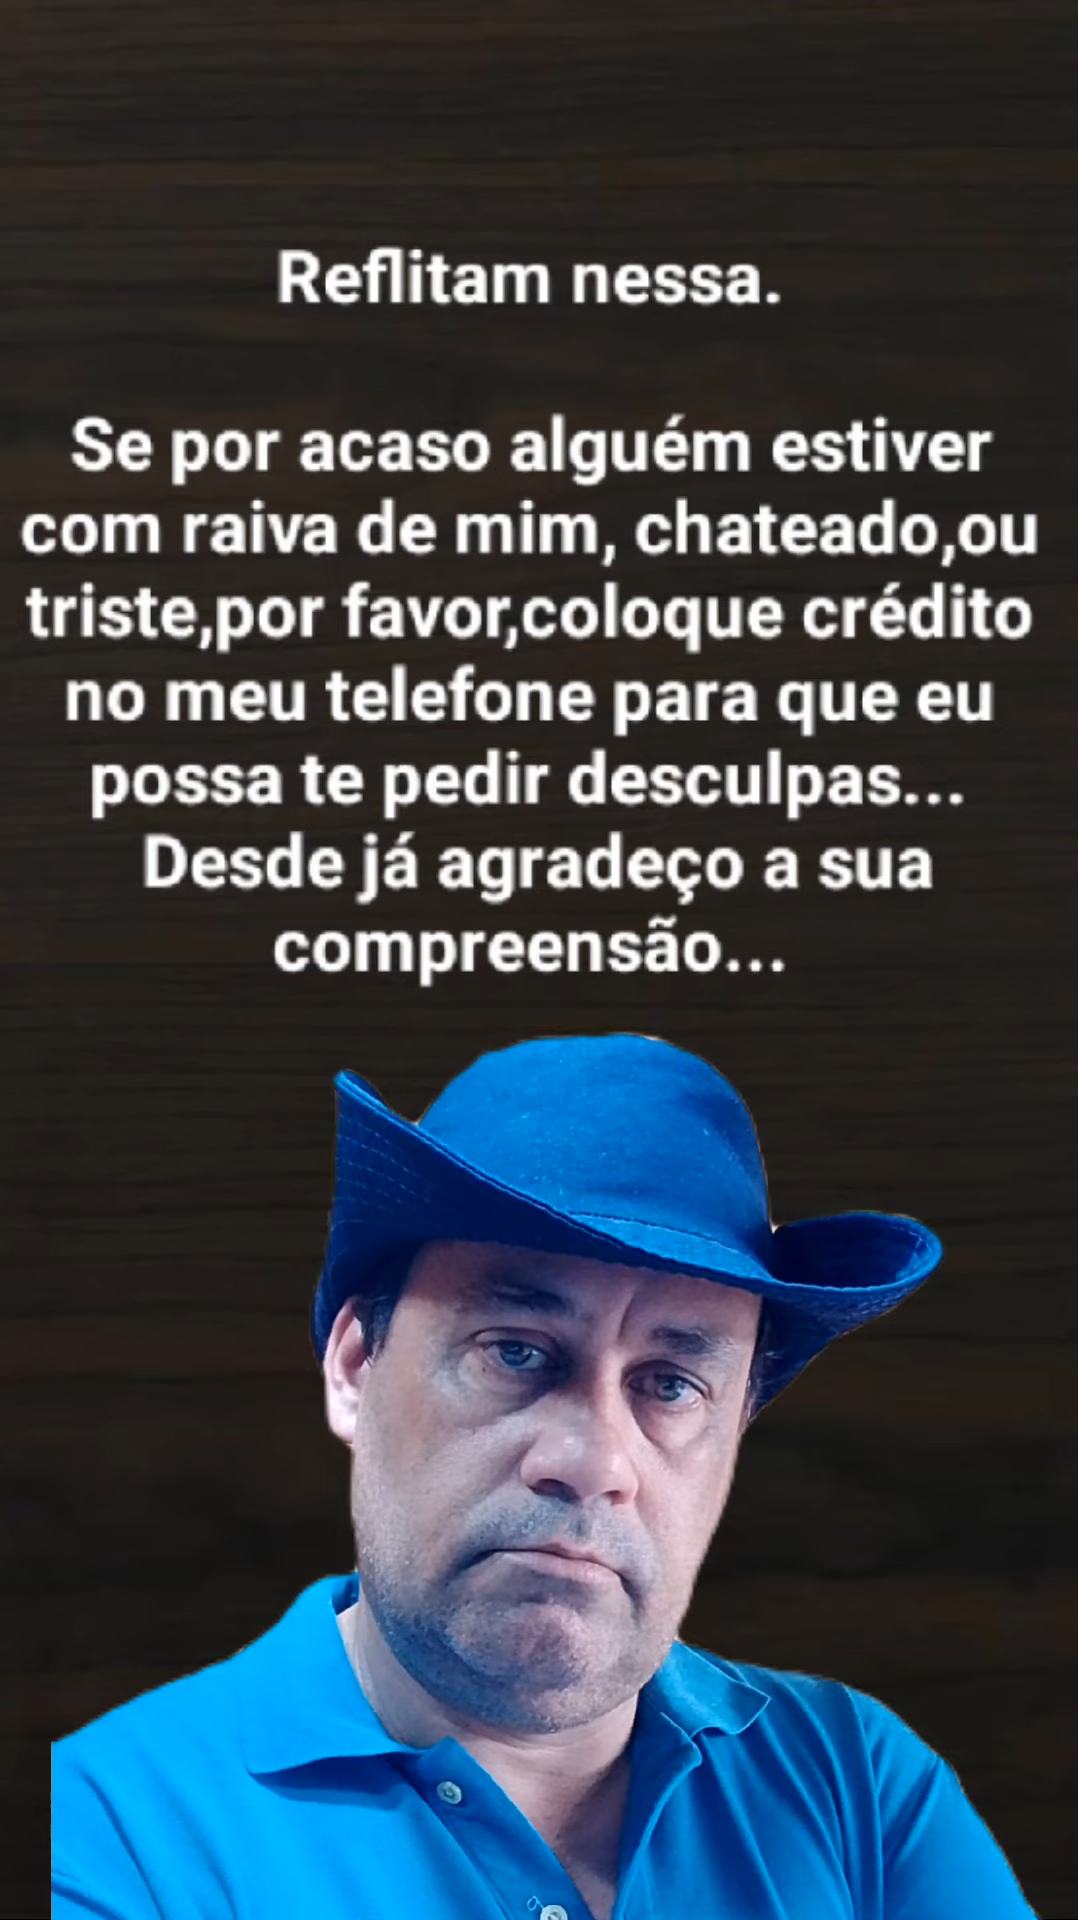 Reflitam nessa.
Se por acaso alguém estiver
com raiva de mim, chateado,ou
triste,por favor,coloque crédito
no meu telefone para que eu
possa te pedir desculpas...
Desde já agradeço a sua
compreensão...